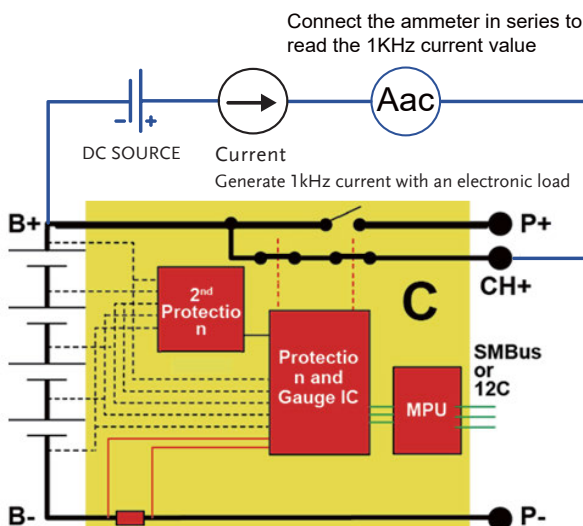 Connect the ammeter in series to
read the 1KHz current value
Aac
- +
DC SOURCE
Current
Generate 1kHz current with an electronic load
B+
P+
CH+
C
2nd
Protectio
n
Protectio
n and
Gauge IC
MPU
SMBus
or
12C
B-
P-